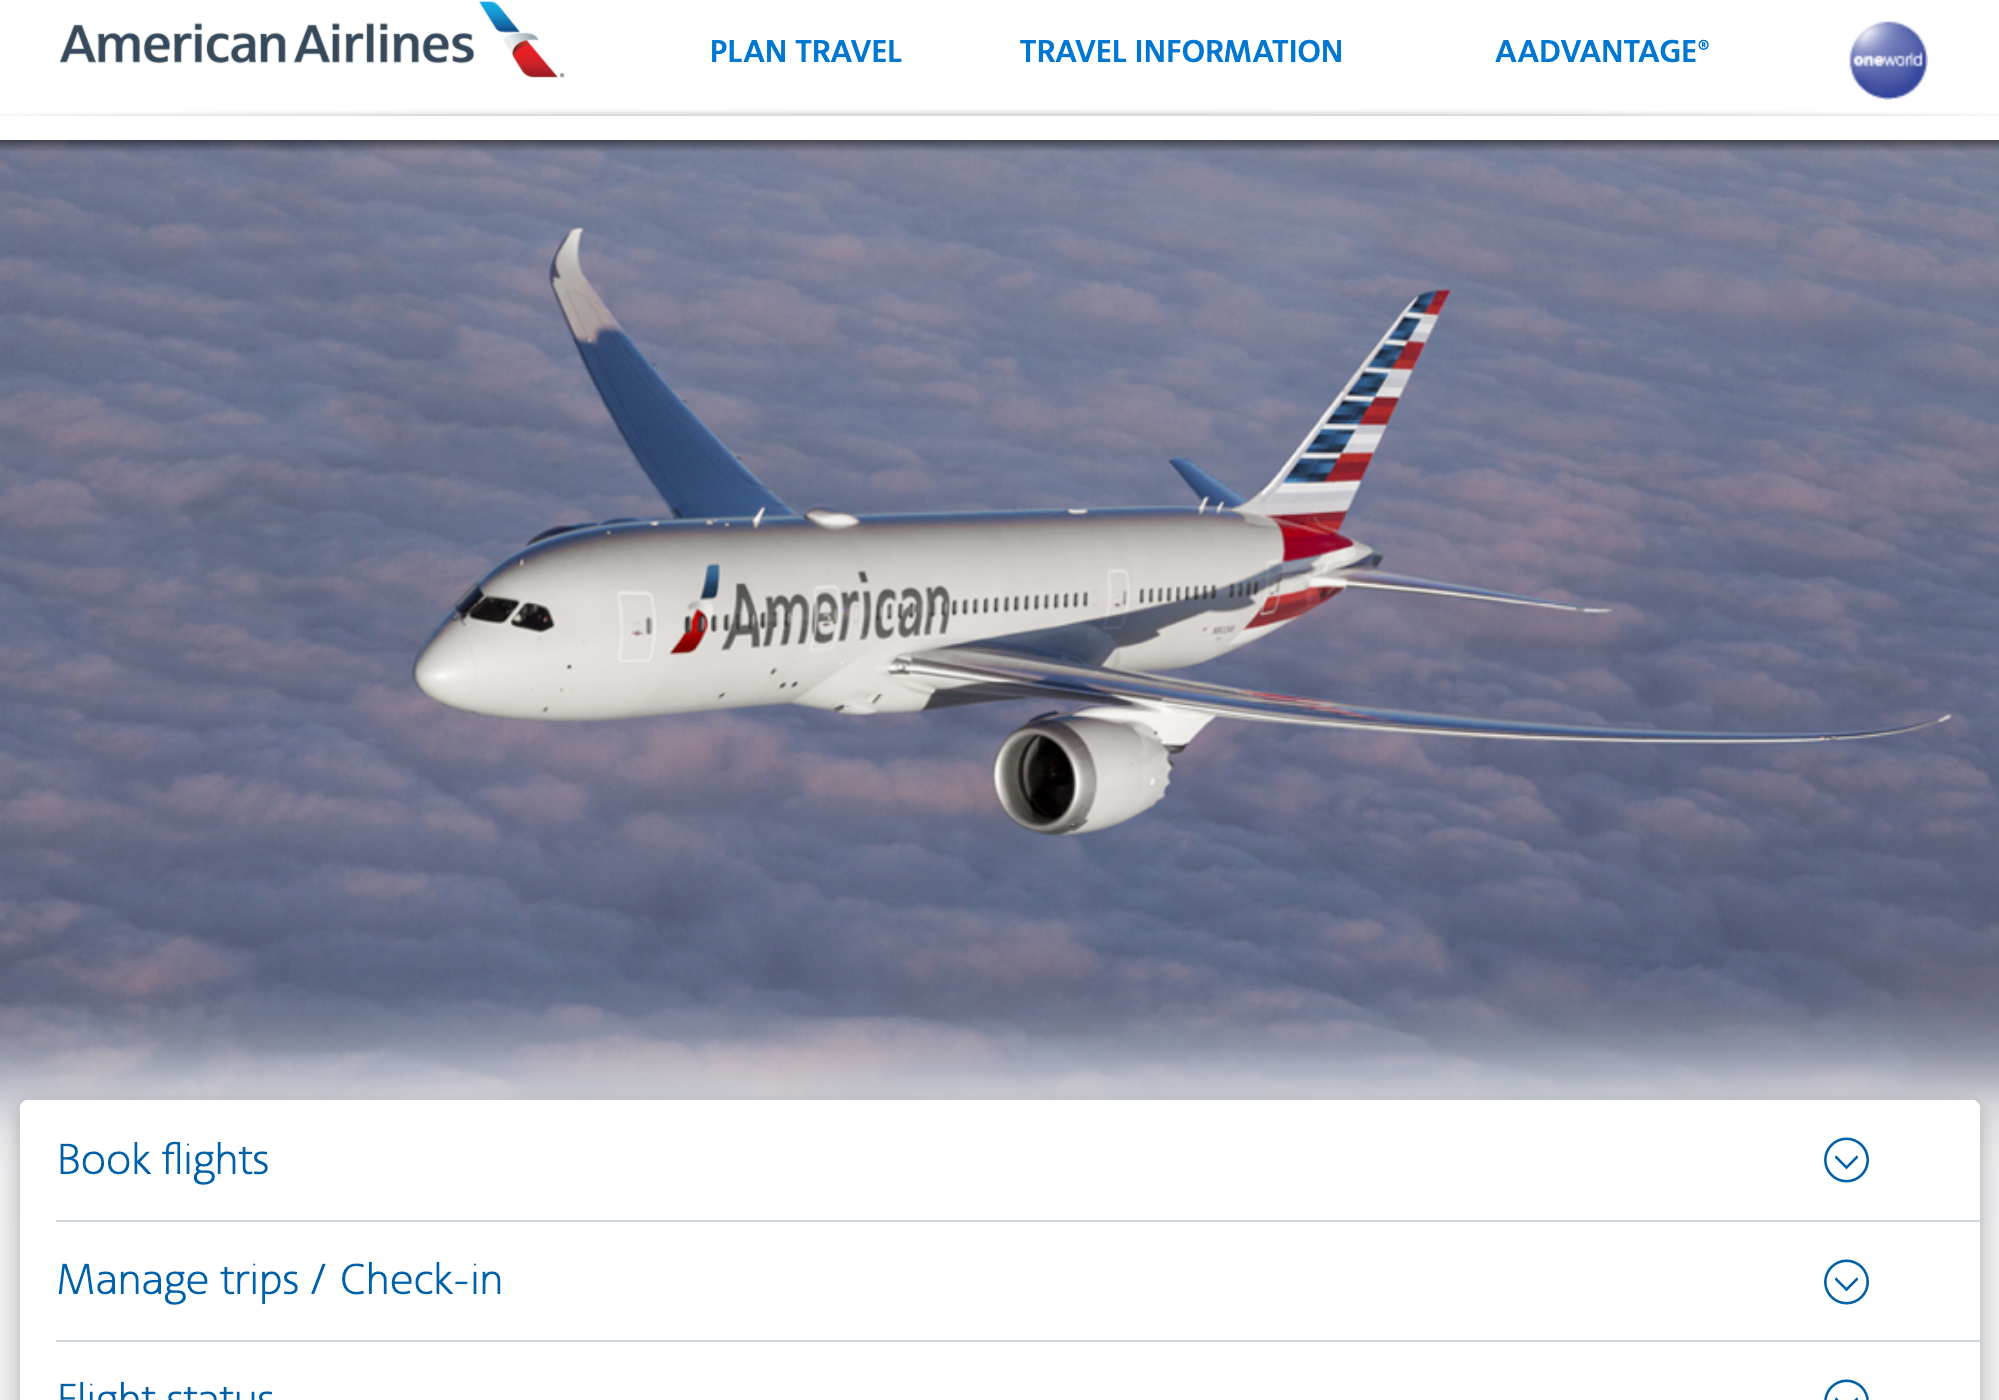 American Airlines
PLAN TRAVEL
TRAVEL INFORMATION
AADVANTAGE®
oneworld
American
Book flights
Manage trips / Check-in
Flight status